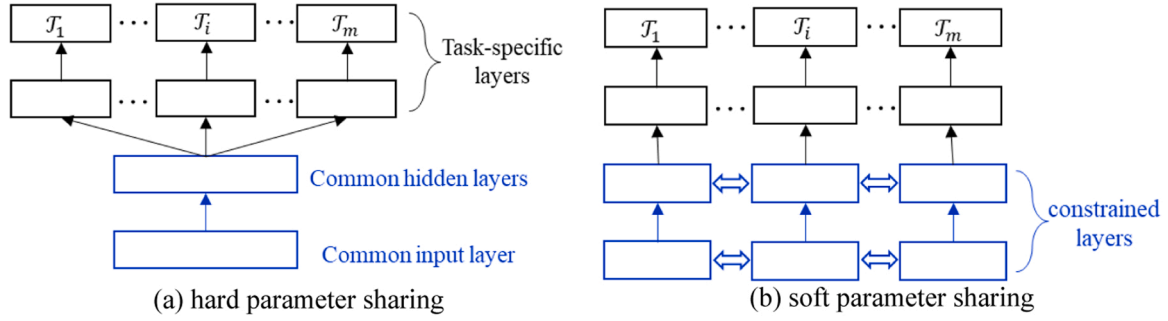 𝒯₁ ··· 𝒯ᵢ ··· 𝒯ₘ
Task-specific
layers
··· ···
Common hidden layers
Common input layer
(a) hard parameter sharing
𝒯₁ ··· 𝒯ᵢ ··· 𝒯ₘ
··· ···
constrained
layers
(b) soft parameter sharing